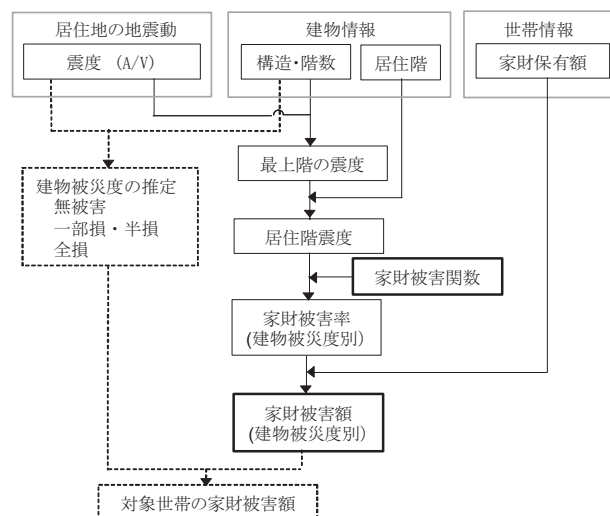 居住地の地震動
震度 (A/V)
建物情報
構造・階数
居住階
世帯情報
家財保有額
最上階の震度
建物被災度の推定
無被害
一部損・半損
全損
居住階震度
家財被害関数
家財被害率
(建物被災度別)
家財被害額
(建物被災度別)
対象世帯の家財被害額